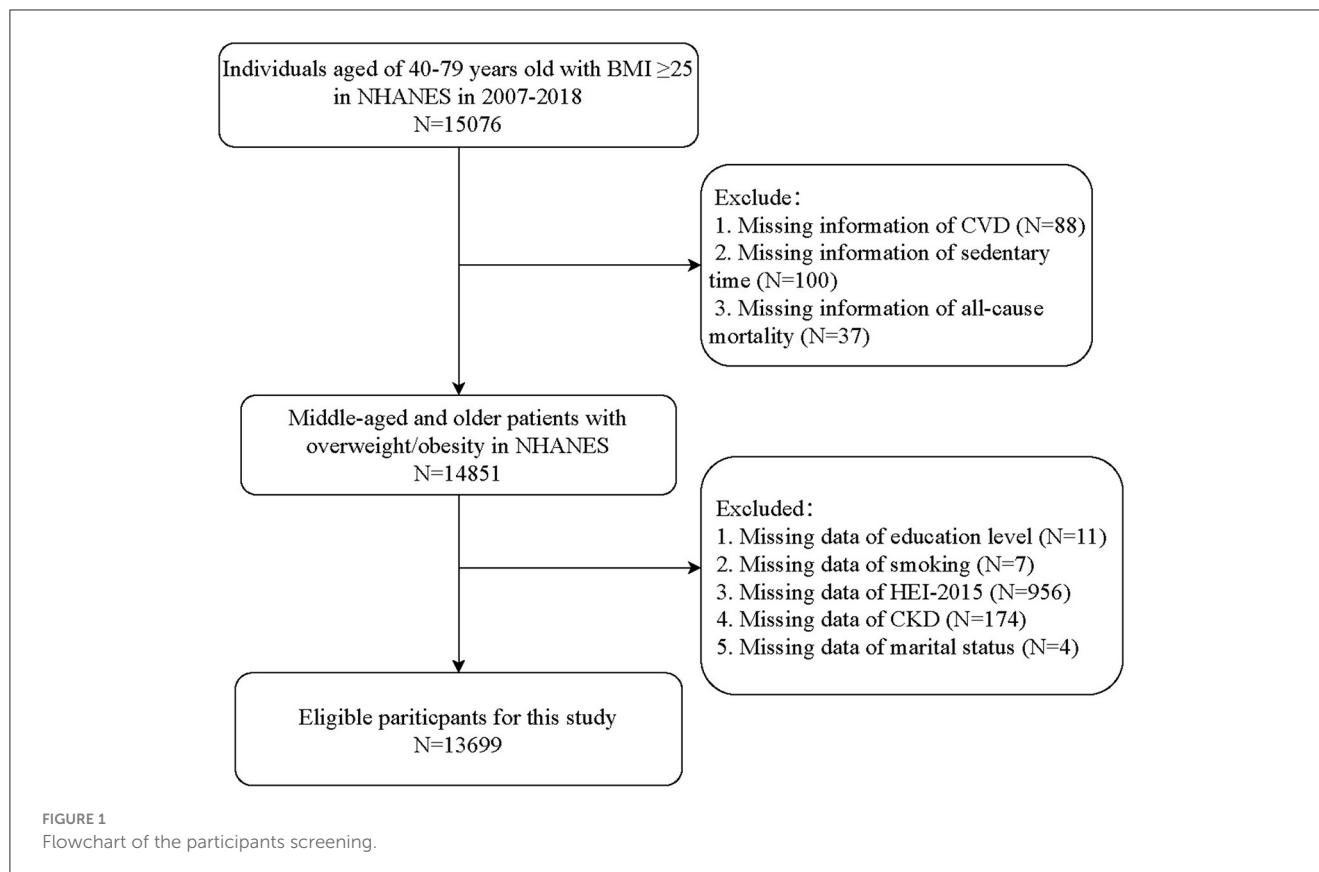 Individuals aged of 40-79 years old with BMI ≥25
in NHANES in 2007-2018
N=15076
Exclude：
1. Missing information of CVD (N=88)
2. Missing information of sedentary
time (N=100)
3. Missing information of all-cause
mortality (N=37)
Middle-aged and older patients with
overweight/obesity in NHANES
N=14851
Excluded：
1. Missing data of education level (N=11)
2. Missing data of smoking (N=7)
3. Missing data of HEI-2015 (N=956)
4. Missing data of CKD (N=174)
5. Missing data of marital status (N=4)
Eligible pariticpants for this study
N=13699
FIGURE 1
Flowchart of the participants screening.